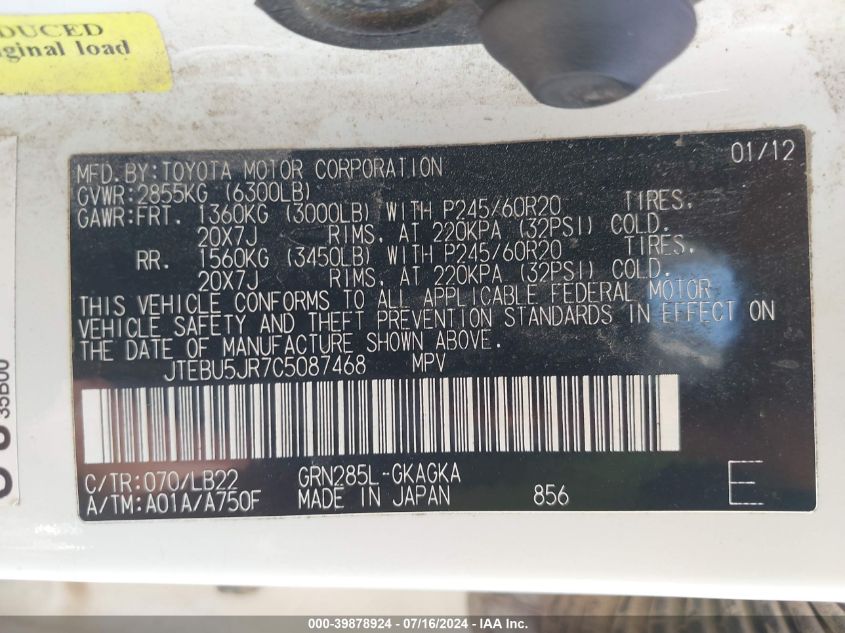 DUCED
ginal load
35B00
MFD.BY:TOYOTA MOTOR CORPORATION 01/12
GVWR:2855KG (6300LB)
GAWR:FRT. 1360KG (3000LB) WITH P245/60R20 TIRES,
20X7J RIMS, AT 220KPA (32PSI) COLD.
RR. 1560KG (3450LB) WITH P245/60R20 TIRES,
20X7J RIMS, AT 220KPA (32PSI) COLD.
THIS VEHICLE CONFORMS TO ALL APPLICABLE FEDERAL MOTOR
VEHICLE SAFETY AND THEFT PREVENTION STANDARDS IN EFFECT ON
THE DATE OF MANUFACTURE SHOWN ABOVE.
JTEBU5JR7C5087468 MPV
C/TR:070/LB22 GRN285L-GKAGKA
A/TM:A01A/A750F MADE IN JAPAN 856 E
000-39878924 - 07/16/2024 - IAA Inc.